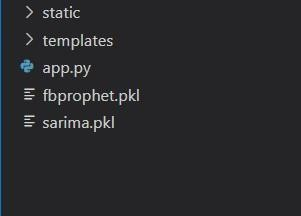 static
templates
app.py
fbprophet.pkl
sarima.pkl